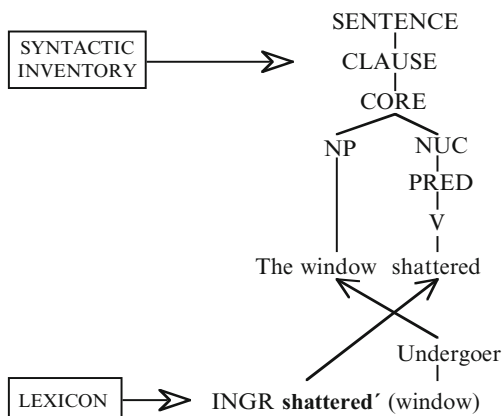 SENTENCE
SYNTACTIC
INVENTORY
CLAUSE
CORE
NP NUC
PRED
V
The window shattered
Undergoer
LEXICON
INGR shattered´ (window)